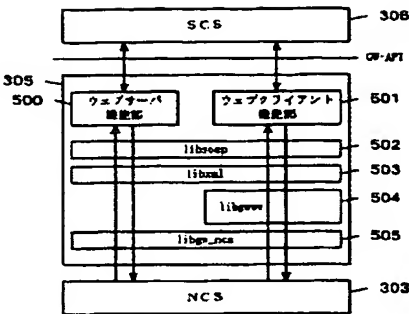 SCS
306
GW-API
305
500
ウェブサーバ
機能部
ウェブクライアント
機能部
501
libsoap
502
libxml
503
libgwww
504
libgw_ncs
505
NCS
303